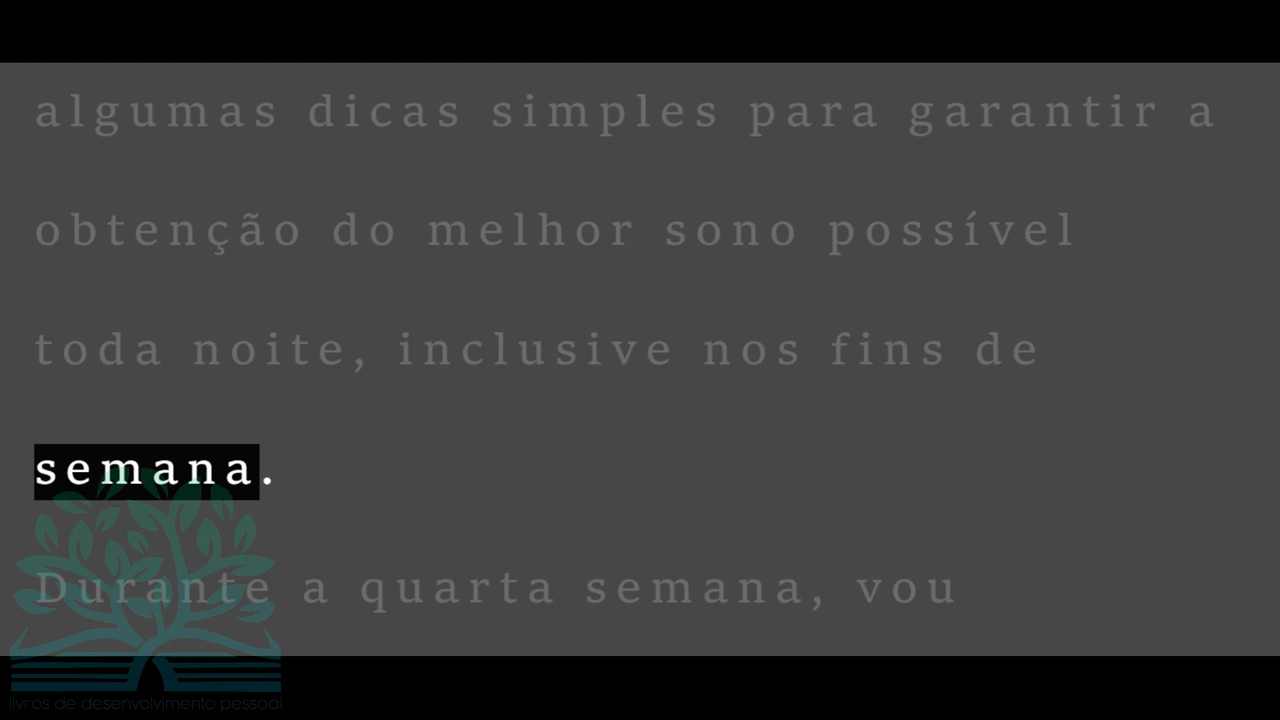 algumas dicas simples para garantir a
obtenção do melhor sono possível
toda noite, inclusive nos fins de
semana.
Durante a quarta semana, vou
livros de desenvolvimento pessoal